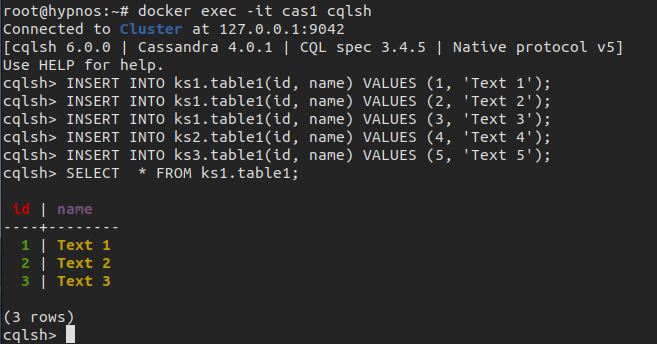 root@hypnos:~# docker exec -it cas1 cqlsh
Connected to Cluster at 127.0.0.1:9042
[cqlsh 6.0.0 | Cassandra 4.0.1 | CQL spec 3.4.5 | Native protocol v5]
Use HELP for help.
cqlsh> INSERT INTO ks1.table1(id, name) VALUES (1, 'Text 1');
cqlsh> INSERT INTO ks1.table1(id, name) VALUES (2, 'Text 2');
cqlsh> INSERT INTO ks1.table1(id, name) VALUES (3, 'Text 3');
cqlsh> INSERT INTO ks2.table1(id, name) VALUES (4, 'Text 4');
cqlsh> INSERT INTO ks3.table1(id, name) VALUES (5, 'Text 5');
cqlsh> SELECT  * FROM ks1.table1;

 id | name
----+--------
  1 | Text 1
  2 | Text 2
  3 | Text 3

(3 rows)
cqlsh>